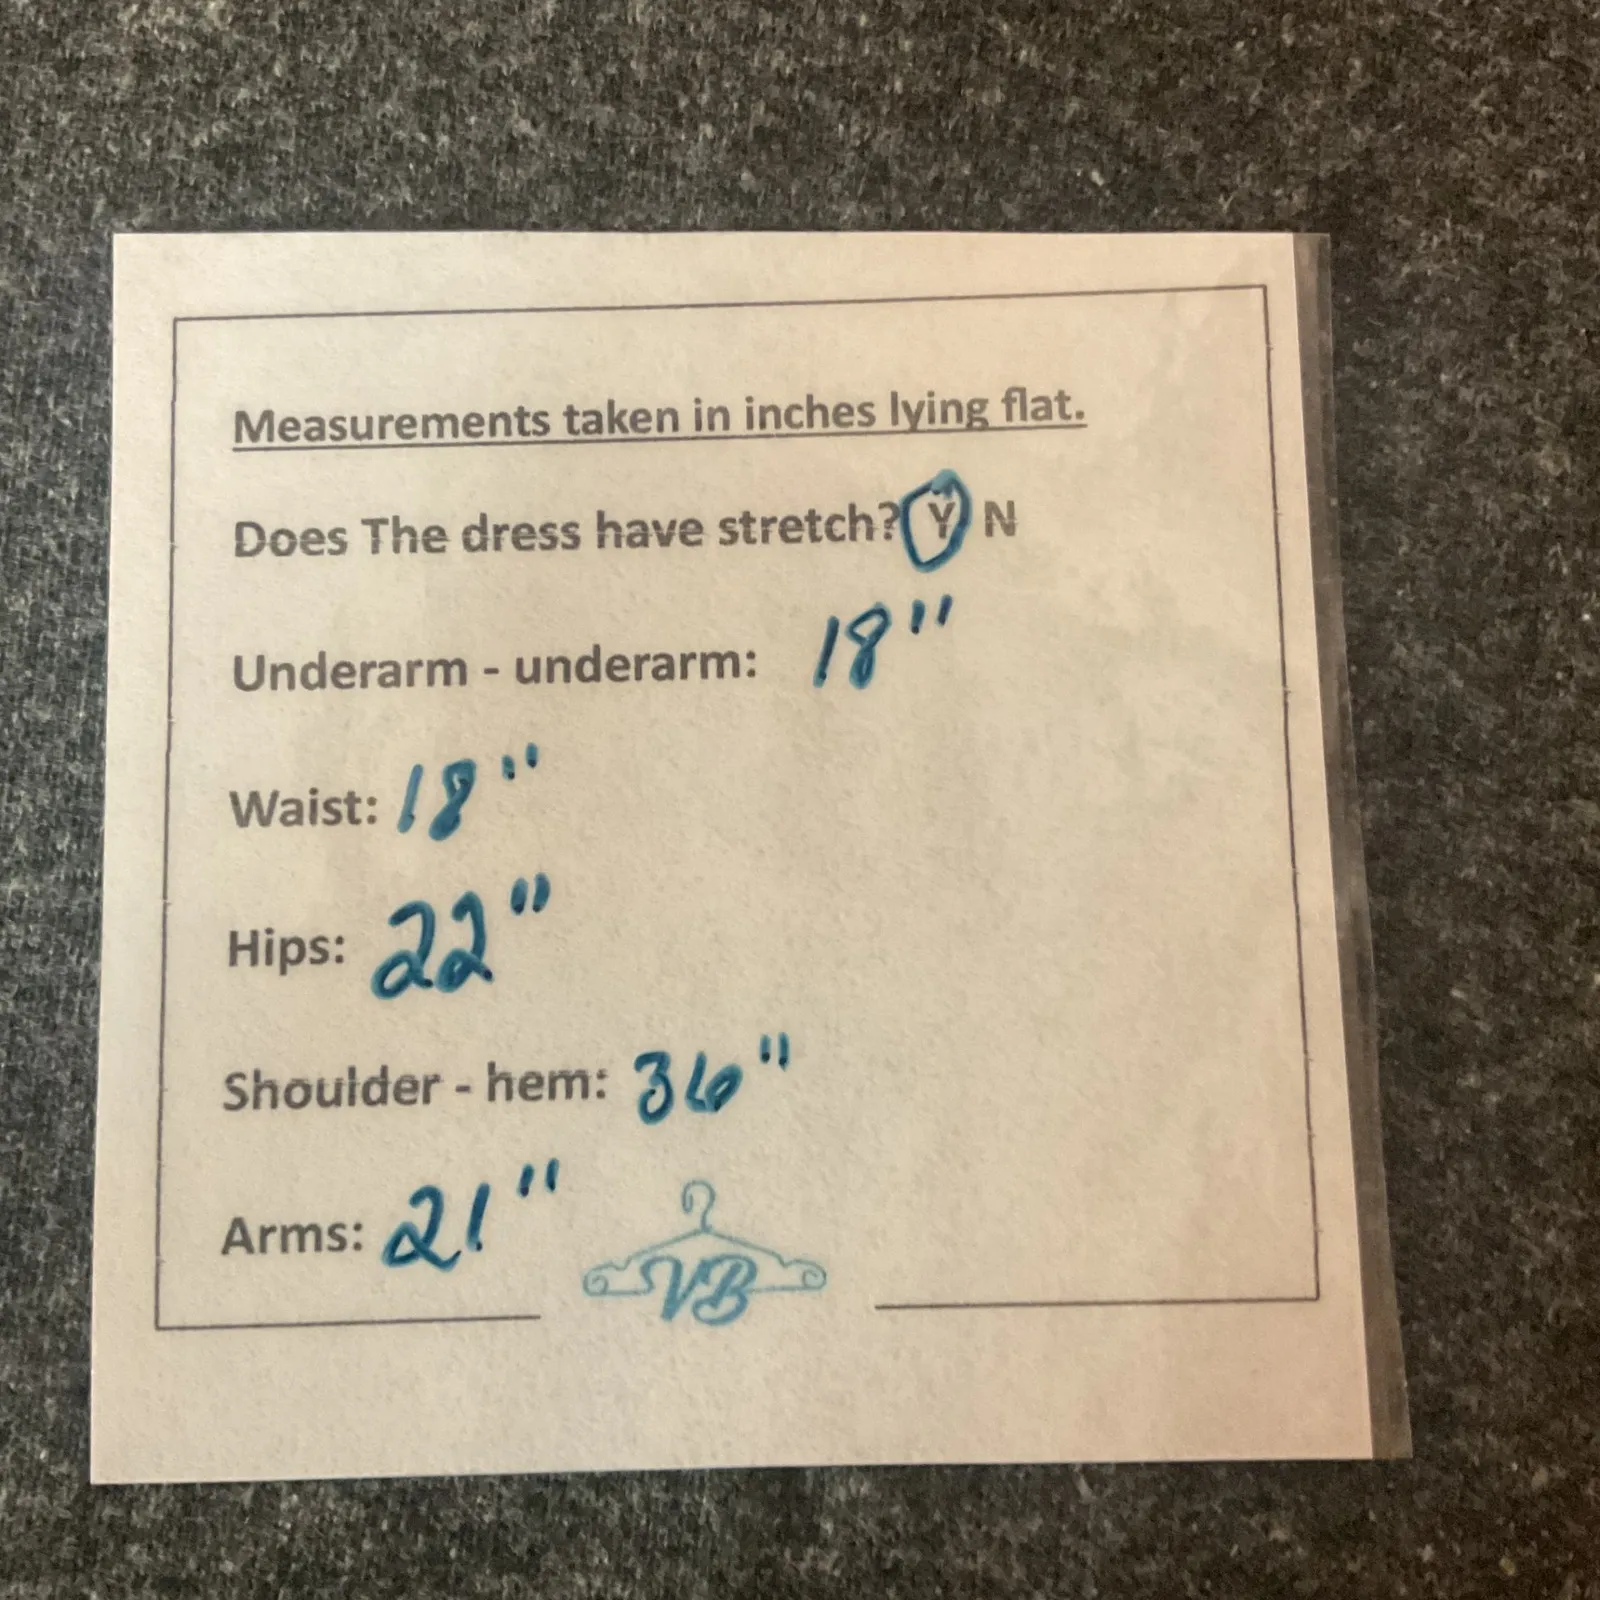 Measurements taken in inches lying flat.
Does The dress have stretch? Y N
Underarm - underarm: 18"
Waist: 18"
Hips: 22"
Shoulder - hem: 36"
Arms: 21"
VB